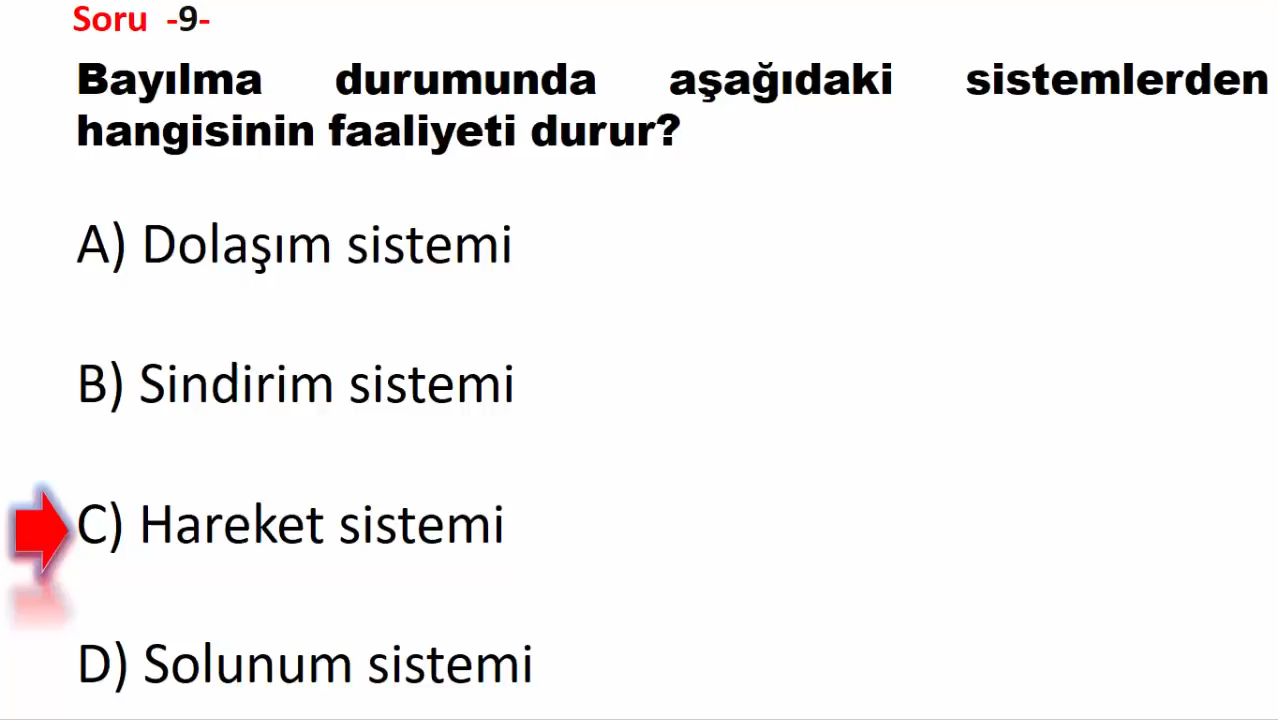 Soru -9-
Bayılma durumunda aşağıdaki sistemlerden
hangisinin faaliyeti durur?
A) Dolaşım sistemi
B) Sindirim sistemi
C) Hareket sistemi
D) Solunum sistemi